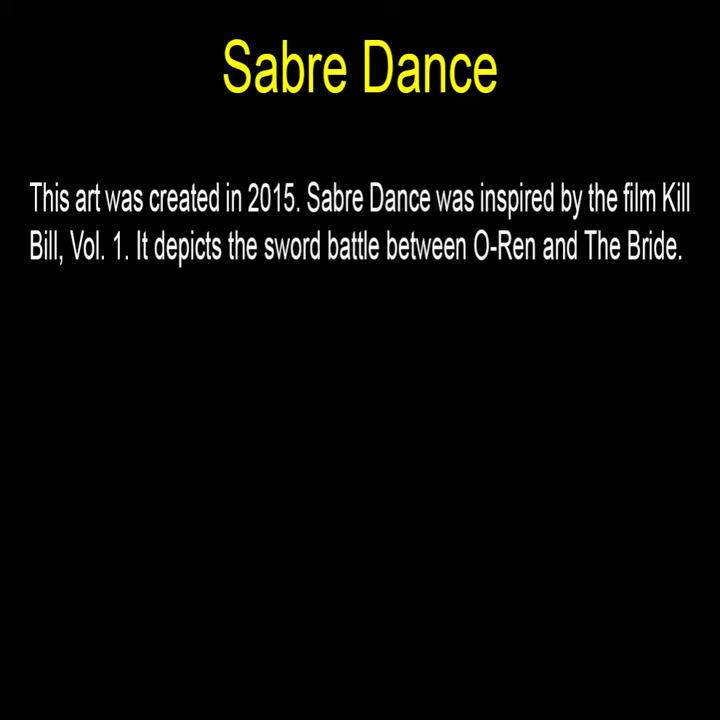 Sabre Dance
This art was created in 2015. Sabre Dance was inspired by the film Kill
Bill, Vol. 1. It depicts the sword battle between O-Ren and The Bride.